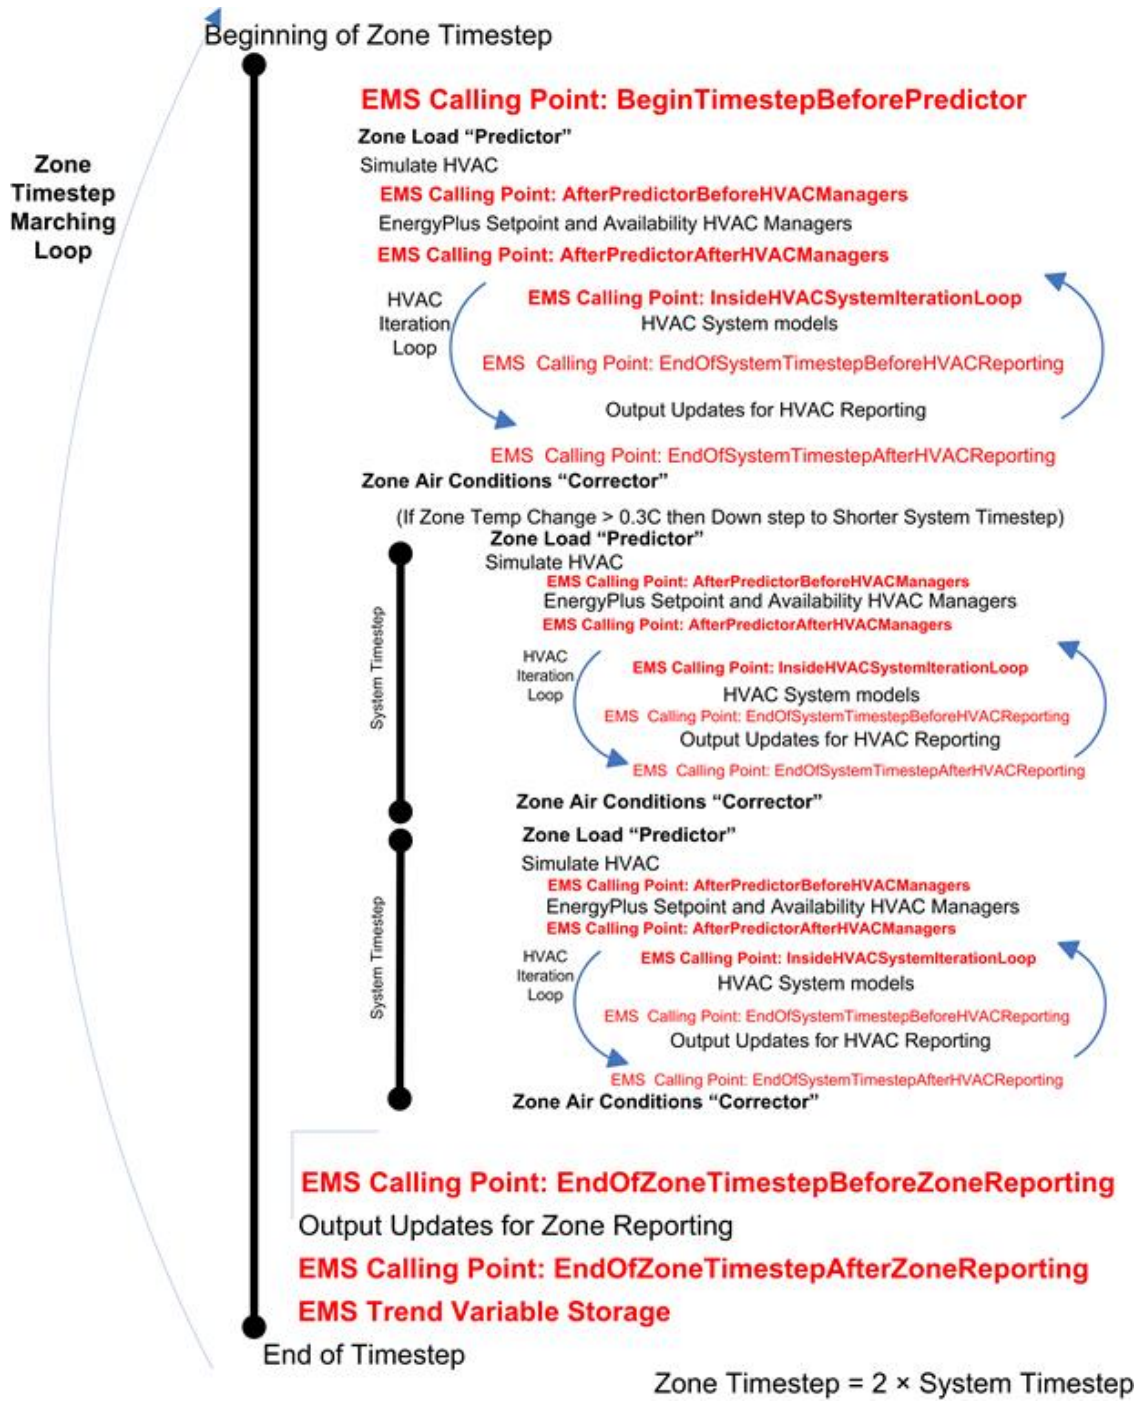 Beginning of Zone Timestep
EMS Calling Point: BeginTimestepBeforePredictor
Zone Load “Predictor”
Simulate HVAC
Zone
Timestep
Marching
Loop
EMS Calling Point: AfterPredictorBeforeHVACManagers
EnergyPlus Setpoint and Availability HVAC Managers
EMS Calling Point: AfterPredictorAfterHVACManagers
HVAC
Iteration
Loop
EMS Calling Point: InsideHVACSystemIterationLoop
HVAC System models
EMS Calling Point: EndOfSystemTimestepBeforeHVACReporting
Output Updates for HVAC Reporting
EMS Calling Point: EndOfSystemTimestepAfterHVACReporting
Zone Air Conditions “Corrector”
(If Zone Temp Change > 0.3C then Down step to Shorter System Timestep)
Zone Load “Predictor”
Simulate HVAC
EMS Calling Point: AfterPredictorBeforeHVACManagers
EnergyPlus Setpoint and Availability HVAC Managers
EMS Calling Point: AfterPredictorAfterHVACManagers
System Timestep
HVAC
Iteration
Loop
EMS Calling Point: InsideHVACSystemIterationLoop
HVAC System models
EMS Calling Point: EndOfSystemTimestepBeforeHVACReporting
Output Updates for HVAC Reporting
EMS Calling Point: EndOfSystemTimestepAfterHVACReporting
Zone Air Conditions “Corrector”
Zone Load “Predictor”
Simulate HVAC
EMS Calling Point: AfterPredictorBeforeHVACManagers
EnergyPlus Setpoint and Availability HVAC Managers
EMS Calling Point: AfterPredictorAfterHVACManagers
System Timestep
HVAC
Iteration
Loop
EMS Calling Point: InsideHVACSystemIterationLoop
HVAC System models
EMS Calling Point: EndOfSystemTimestepBeforeHVACReporting
Output Updates for HVAC Reporting
EMS Calling Point: EndOfSystemTimestepAfterHVACReporting
Zone Air Conditions “Corrector”
EMS Calling Point: EndOfZoneTimestepBeforeZoneReporting
Output Updates for Zone Reporting
EMS Calling Point: EndOfZoneTimestepAfterZoneReporting
EMS Trend Variable Storage
End of Timestep
Zone Timestep = 2 × System Timestep